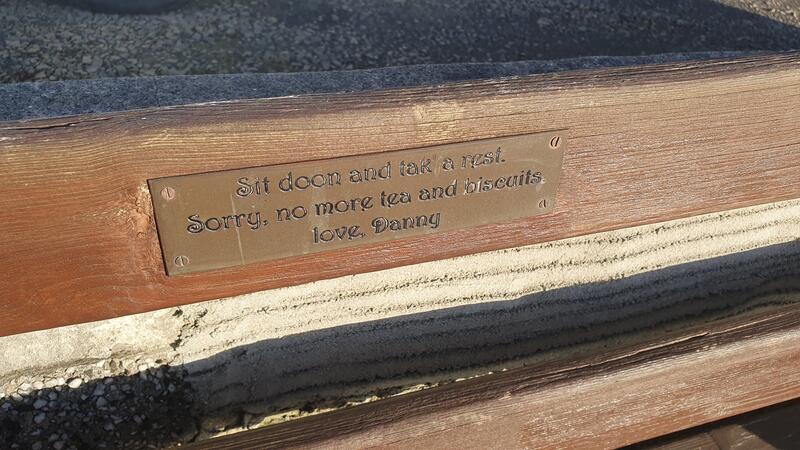 Sit doon and tak' a rest.
Sorry, no more tea and biscuits.
love, Danny